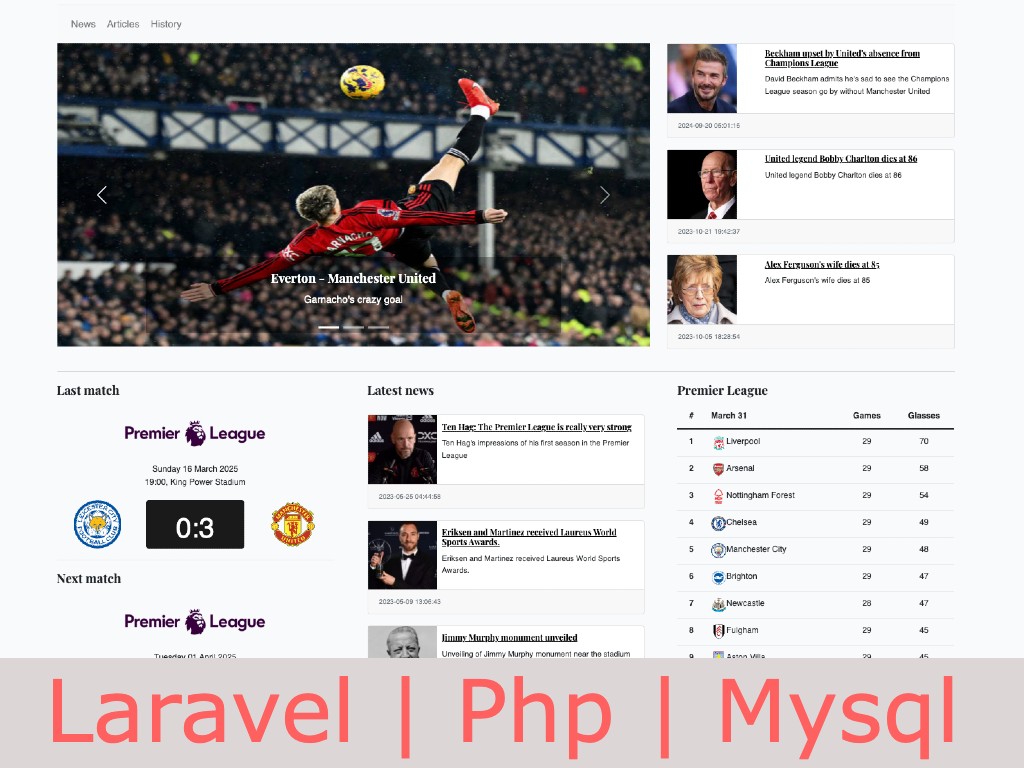 News Articles History
Everton - Manchester United
Garnacho's crazy goal
Beckham upset by United's absence from
Champions League
David Beckham admits he's sad to see the Champions
League season go by without Manchester United
2024-09-20 05:01:15
United legend Bobby Charlton dies at 86
United legend Bobby Charlton dies at 86
2023-10-21 19:42:37
Alex Ferguson's wife dies at 85
Alex Ferguson's wife dies at 85
2023-10-05 18:28:54
Last match
Premier League
Sunday 16 March 2025
19:00, King Power Stadium
0:3
Next match
Premier League
Tuesday 01 April 2025
Latest news
Ten Hag: The Premier League is really very strong
Ten Hag's impressions of his first season in the Premier
League
2023-05-25 04:44:58
Eriksen and Martinez received Laureus World
Sports Awards.
Eriksen and Martinez received Laureus World Sports
Awards.
2023-05-09 13:06:43
Jimmy Murphy monument unveiled
Unveiling of Jimmy Murphy monument near the stadium
Premier League
# March 31 Games Glasses
1 Liverpool 29 70
2 Arsenal 29 58
3 Nottingham Forest 29 54
4 Chelsea 29 49
5 Manchester City 29 48
6 Brighton 29 47
7 Newcastle 28 47
8 Fulgham 29 45
9 Aston Villa 29 45
Laravel | Php | Mysql